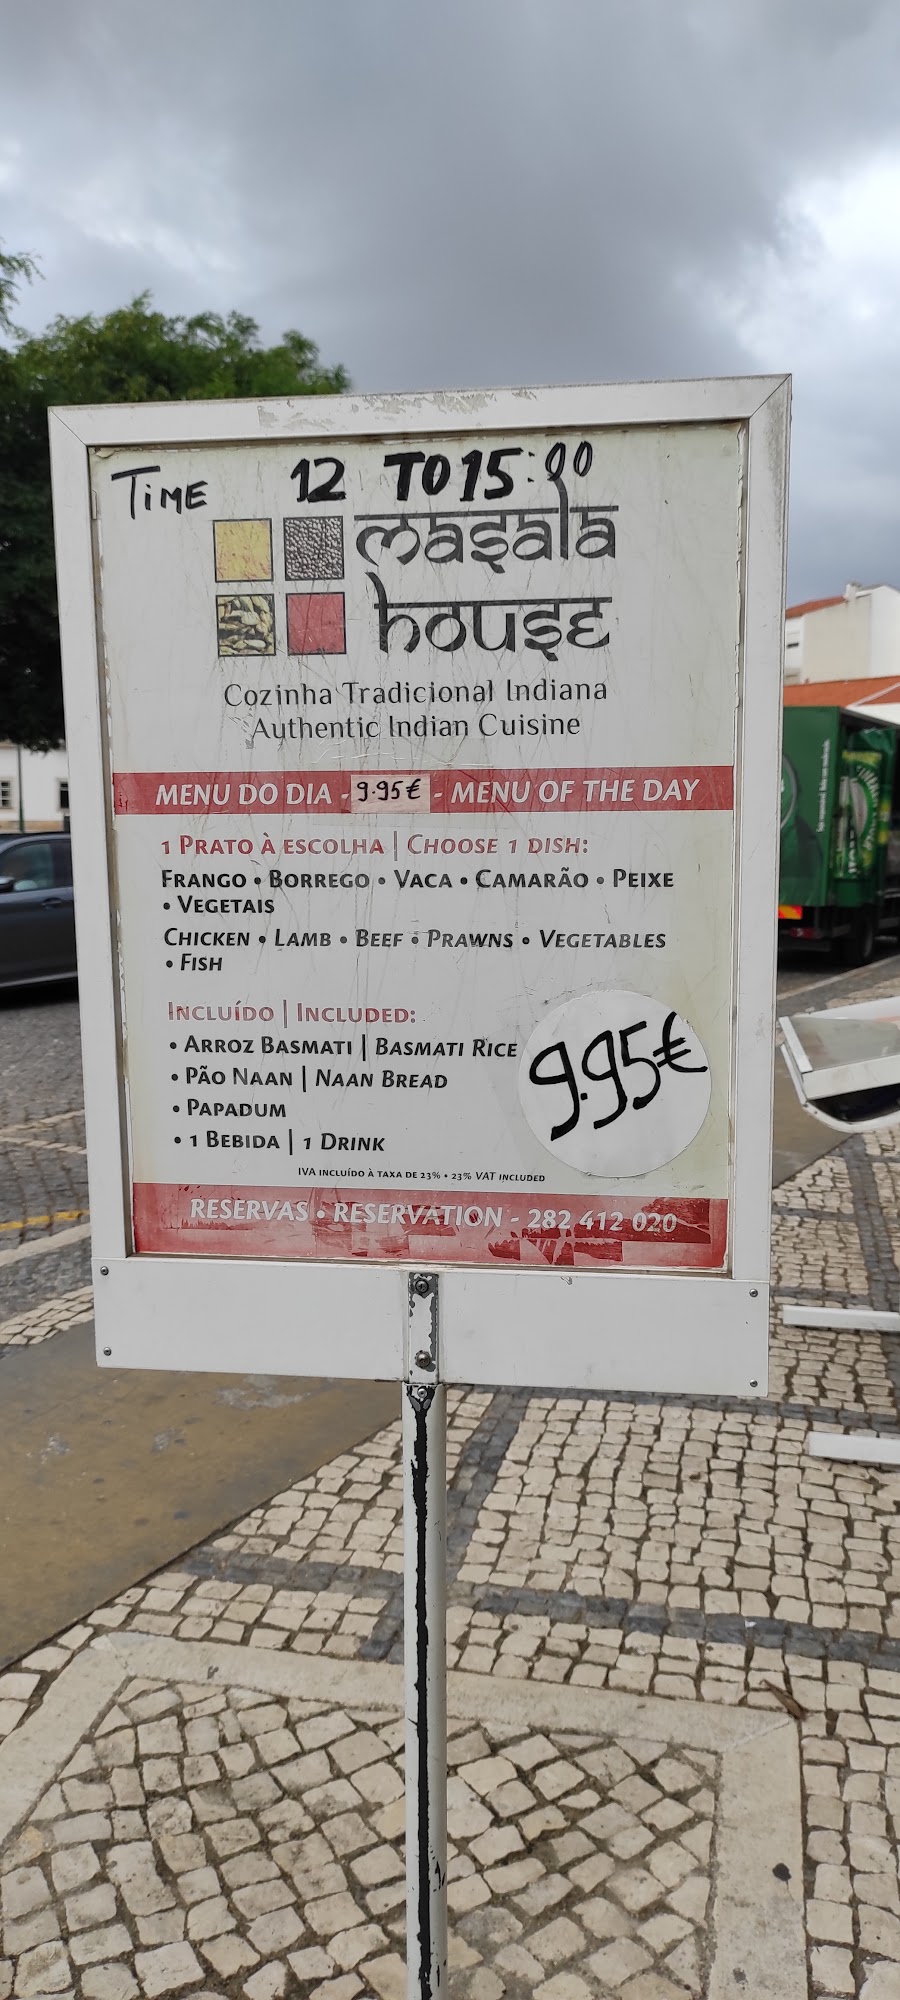 TiME 12 TO 15:00
masala
house
Cozinha Tradicional Indiana
Authentic Indian Cuisine
MENU DO DIA - 9.95€ - MENU OF THE DAY
1 PRATO À ESCOLHA | CHOOSE 1 DISH:
FRANGO • BORREGO • VACA • CAMARÃO • PEIXE
• VEGETAIS
CHICKEN • LAMB • BEEF • PRAWNS • VEGETABLES
• FISH
INCLUÍDO | INCLUDED:
• ARROZ BASMATI | BASMATI RICE
• PÃO NAAN | NAAN BREAD
• PAPADUM
• 1 BEBIDA | 1 DRINK
9.95€
IVA INCLUÍDO À TAXA DE 23% • 23% VAT INCLUDED
RESERVAS • RESERVATION - 282 412 020